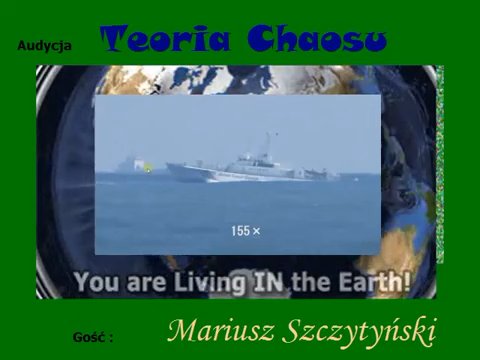 Audycja Teoria Chaosu
155×
You are Living IN the Earth!
Gość : Mariusz Szczytyński